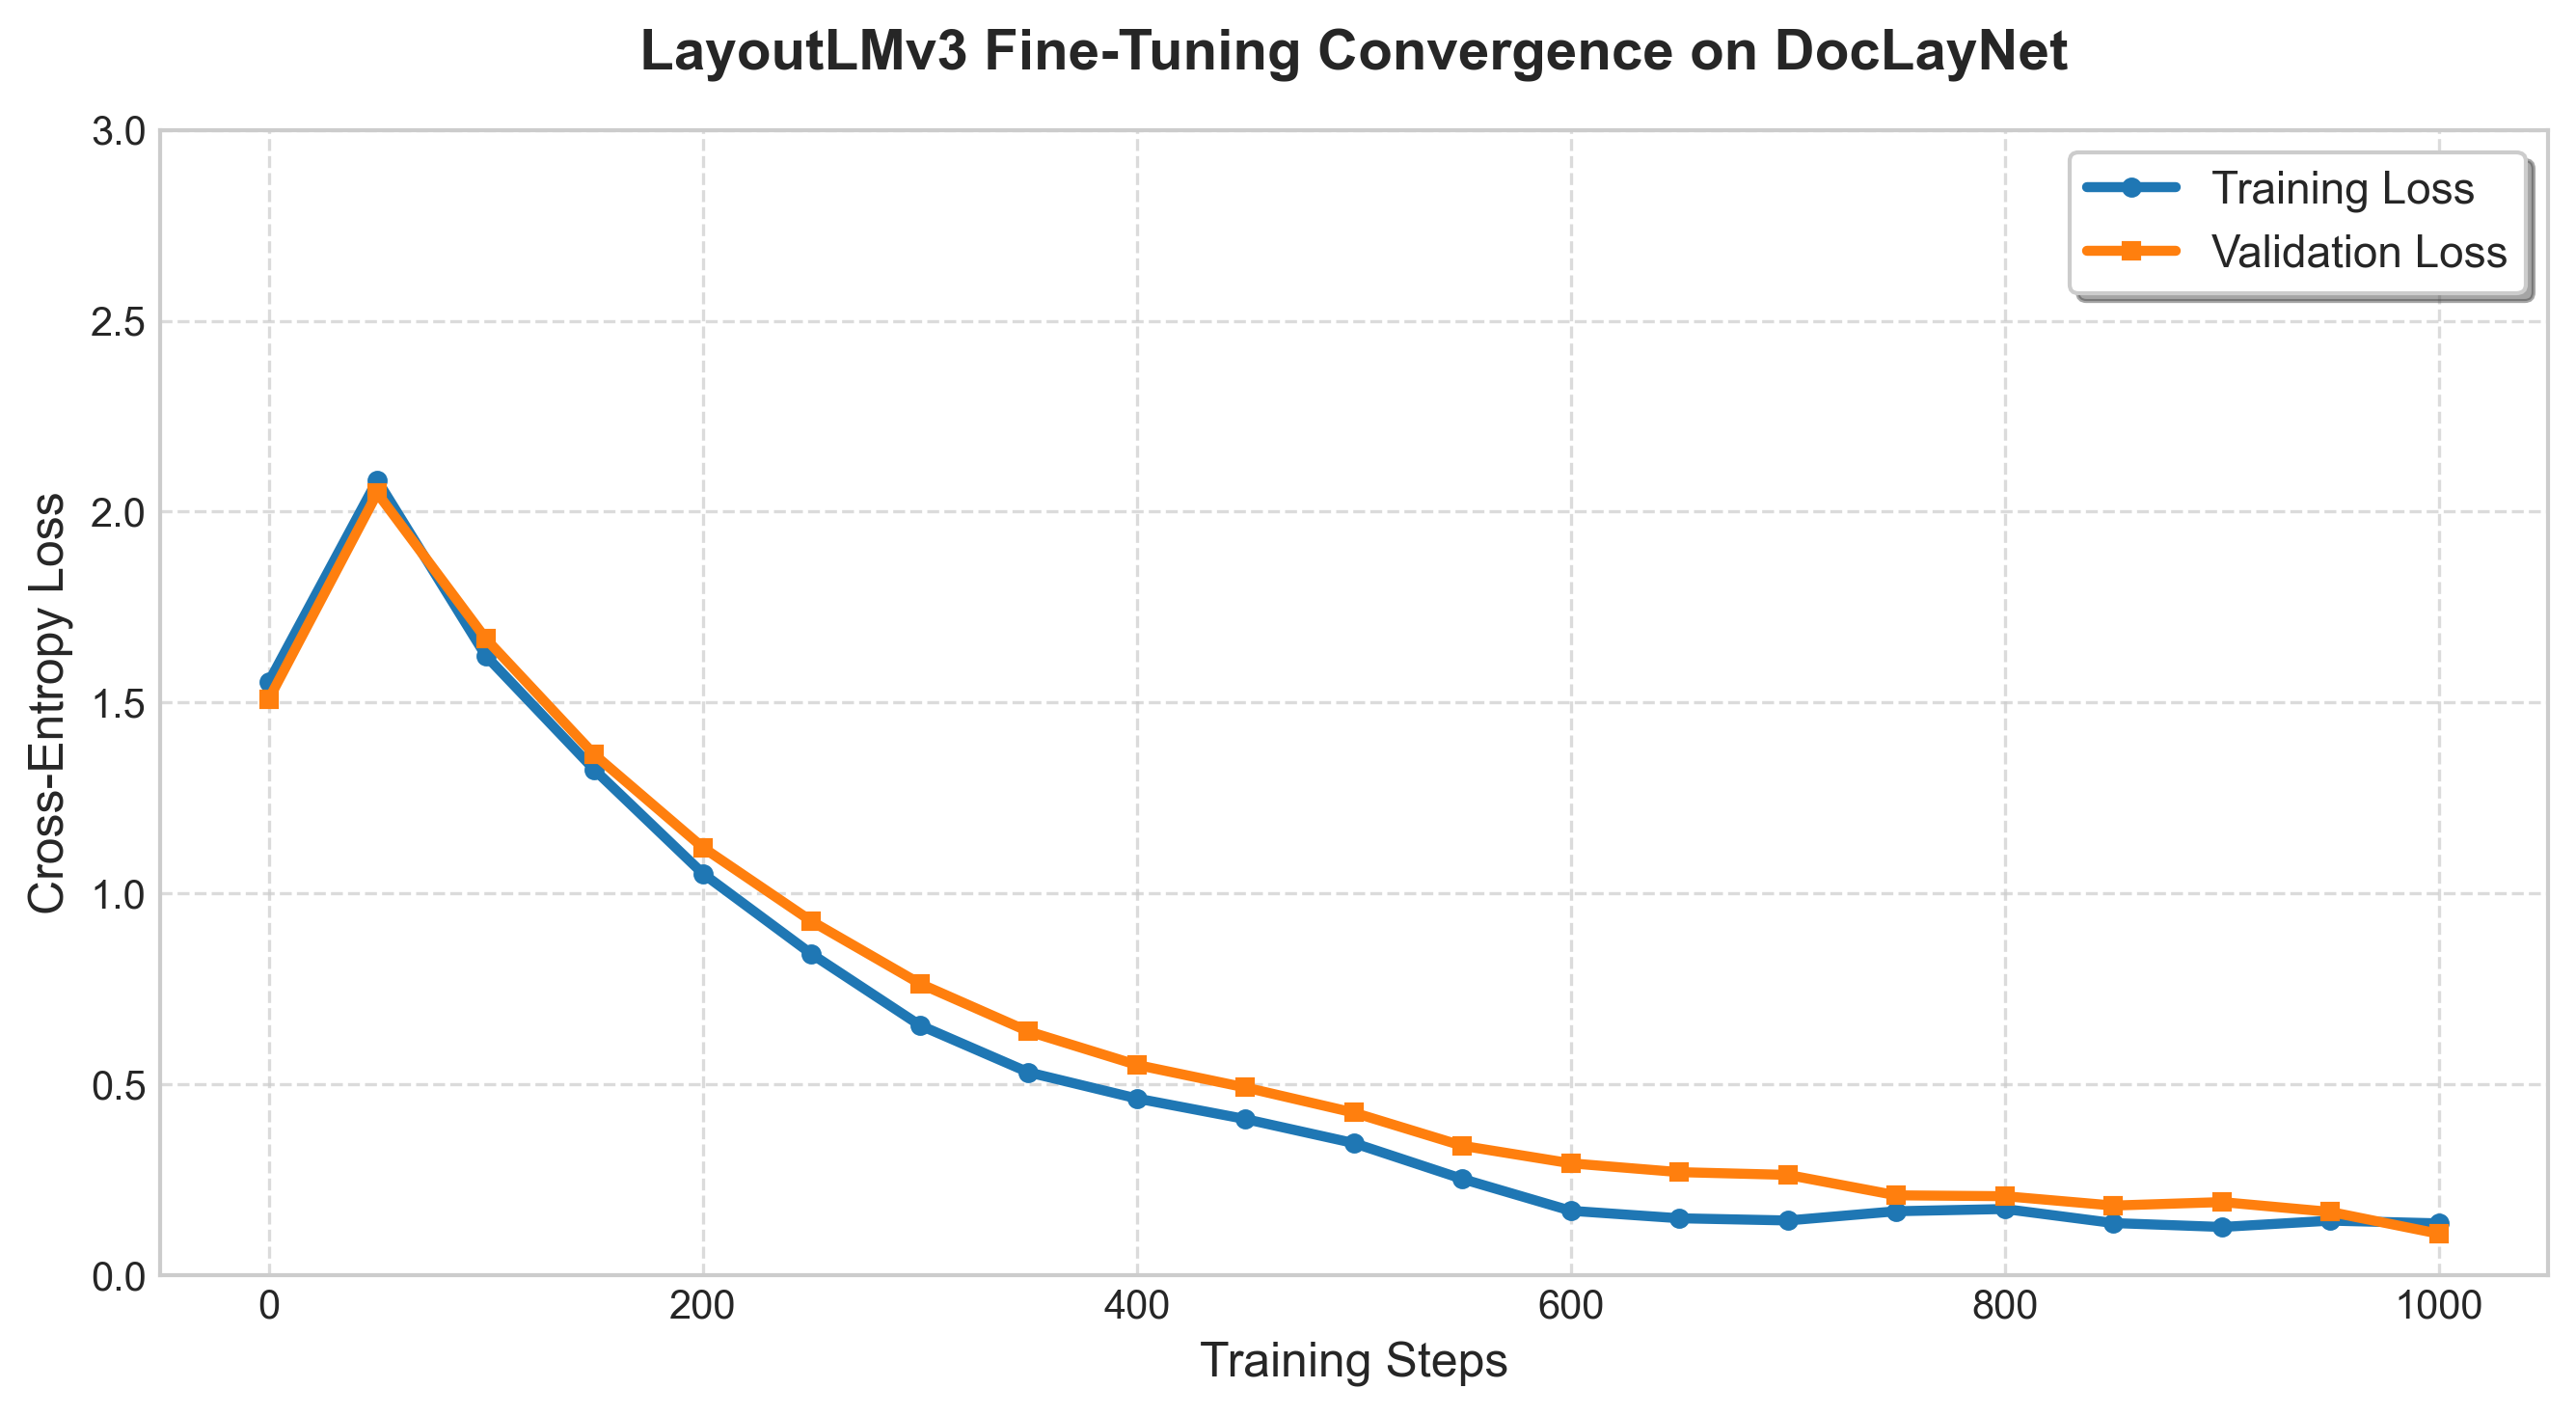 LayoutLMv3 Fine-Tuning Convergence on DocLayNet
Training Loss
Validation Loss
Cross-Entropy Loss
3.0
2.5
2.0
1.5
1.0
0.5
0.0
0 200 400 600 800 1000
Training Steps